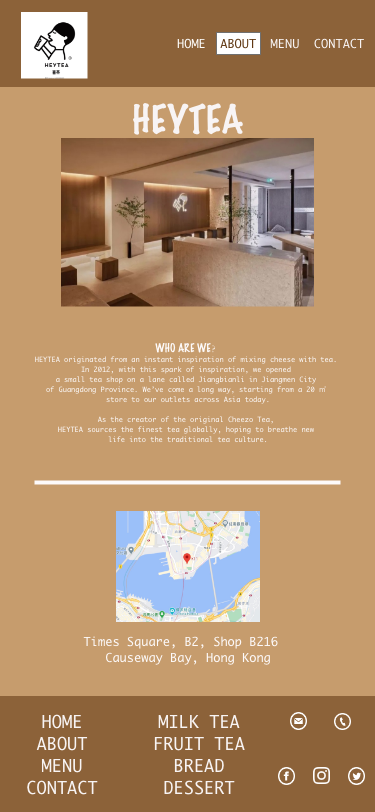 HEYTEA
喜茶
HOME ABOUT MENU CONTACT
HEYTEA
WHO ARE WE?
HEYTEA originated from an instant inspiration of mixing cheese with tea.
In 2012, with this spark of inspiration, we opened
a small tea shop on a lane called Jiangbianli in Jiangmen City
of Guangdong Province. We've come a long way, starting from a 20 ㎡
store to our outlets across Asia today.
As the creator of the original Cheezo Tea,
HEYTEA sources the finest tea globally, hoping to breathe new
life into the traditional tea culture.
Times Square, B2, Shop B216
Causeway Bay, Hong Kong
HOME MILK TEA
ABOUT FRUIT TEA
MENU BREAD
CONTACT DESSERT